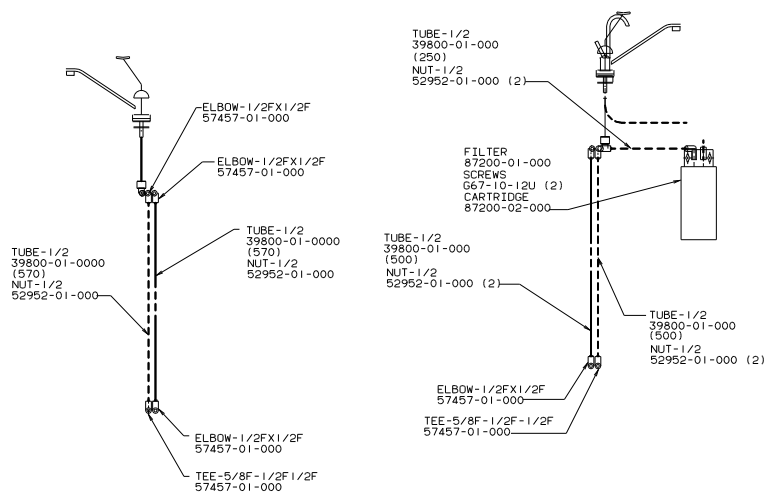 ELBOW-1/2FX1/2F
57457-01-000
ELBOW-1/2FX1/2F
57457-01-000
TUBE-1/2
39800-01-0000
(570)
NUT-1/2
52952-01-000
TUBE-1/2
39800-01-0000
(570)
NUT-1/2
52952-01-000
ELBOW-1/2FX1/2F
57457-01-000
TEE-5/8F-1/2F1/2F
57457-01-000
TUBE-1/2
39800-01-000
(250)
NUT-1/2
52952-01-000 (2)
FILTER
87200-01-000
SCREWS
G67-10-12U (2)
CARTRIDGE
87200-02-000
TUBE-1/2
39800-01-000
(500)
NUT-1/2
52952-01-000 (2)
TUBE-1/2
39800-01-000
(500)
NUT-1/2
52952-01-000 (2)
ELBOW-1/2FX1/2F
57457-01-000
TEE-5/8F-1/2F-1/2F
57457-01-000